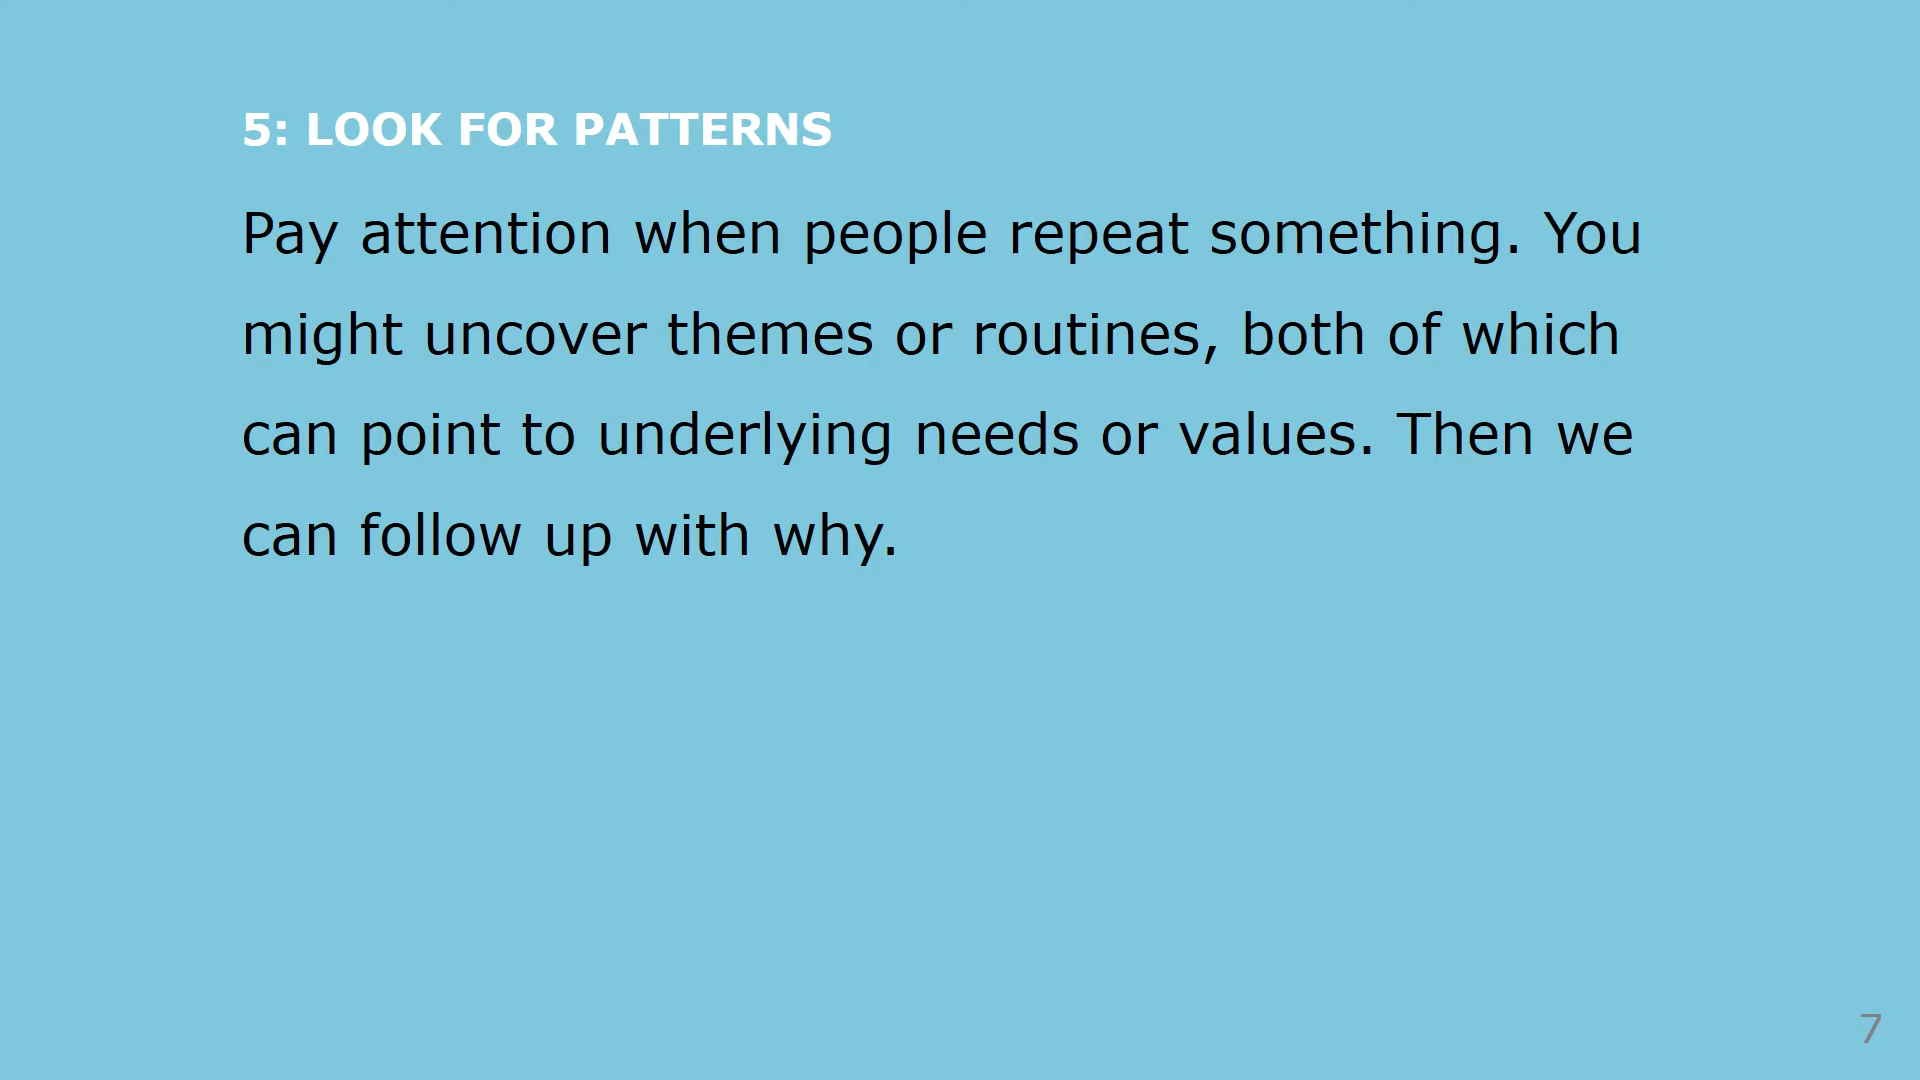 5: LOOK FOR PATTERNS
Pay attention when people repeat something. You
might uncover themes or routines, both of which
can point to underlying needs or values. Then we
can follow up with why.
7